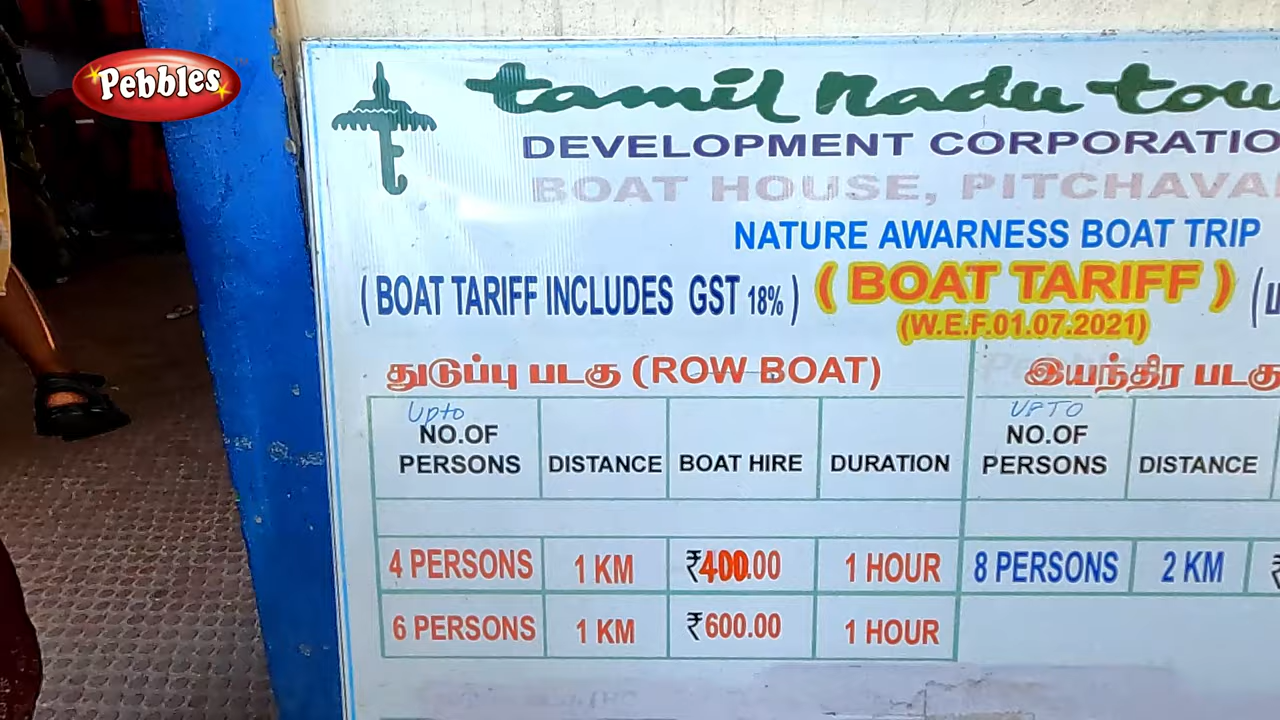 Pebbles
tamil nadu tou
DEVELOPMENT CORPORATIO
BOAT HOUSE, PITCHAVA
NATURE AWARNESS BOAT TRIP
( BOAT TARIFF INCLUDES GST 18% ) ( BOAT TARIFF ) (
(W.E.F.01.07.2021)
துடுப்பு படகு (ROW BOAT) இயந்திர படகு
Upto UPTO
NO.OF PERSONS DISTANCE BOAT HIRE DURATION NO.OF PERSONS DISTANCE
4 PERSONS 1 KM ₹400.00 1 HOUR 8 PERSONS 2 KM ₹
6 PERSONS 1 KM ₹600.00 1 HOUR